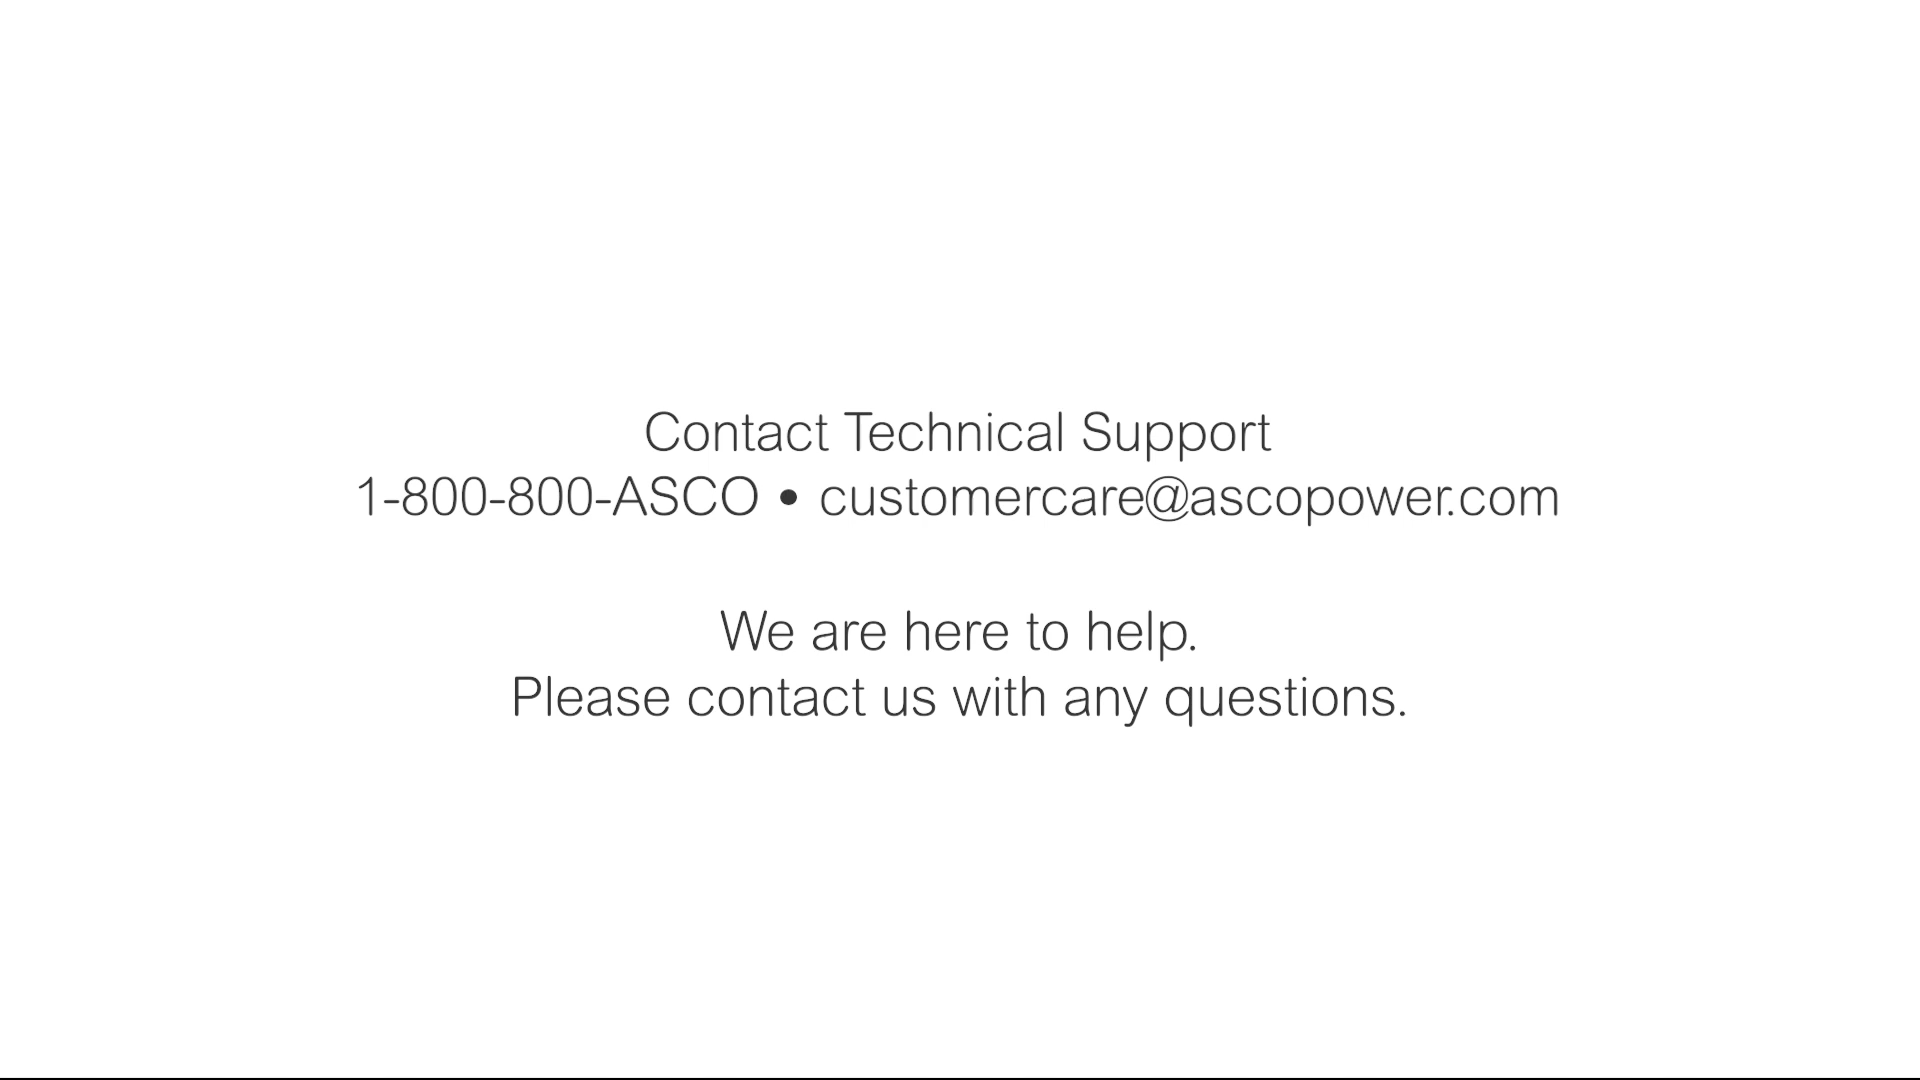 Contact Technical Support
1-800-800-ASCO • customercare@ascopower.com
We are here to help.
Please contact us with any questions.